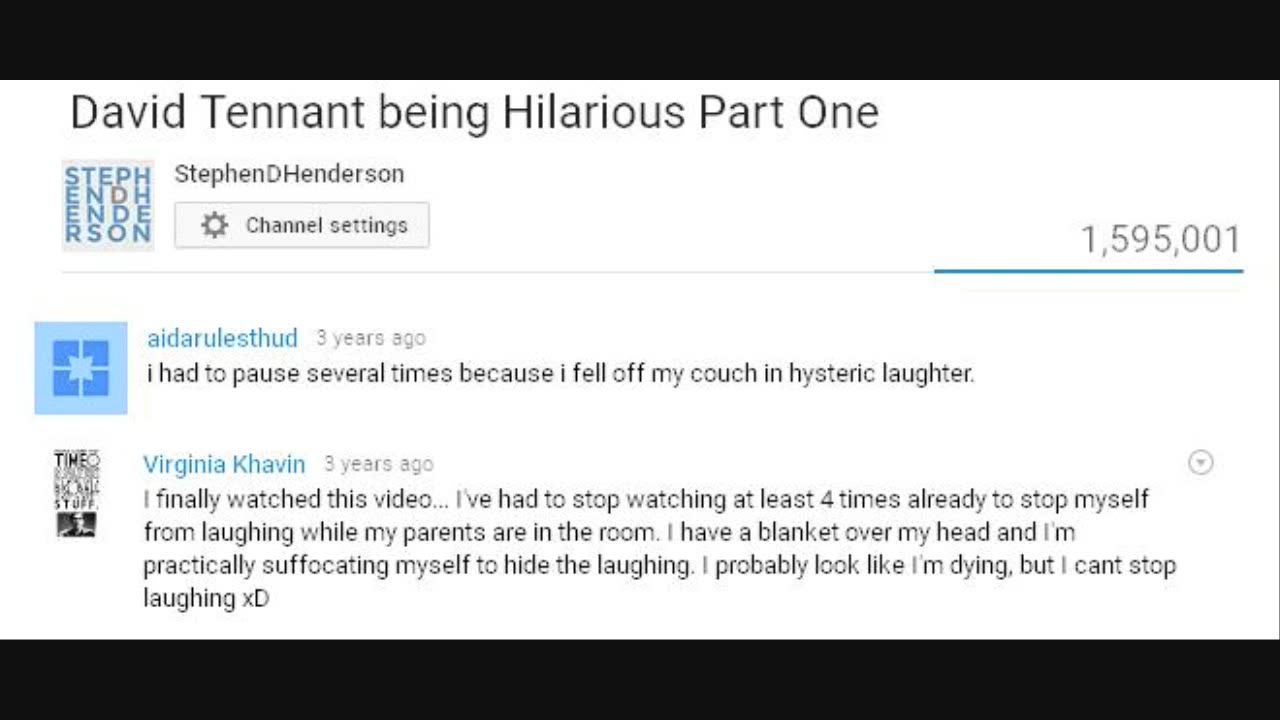 David Tennant being Hilarious Part One
STEPH
ENDH
ENDE
RSON
StephenDHenderson
Channel settings
1,595,001
aidarulesthud 3 years ago
i had to pause several times because i fell off my couch in hysteric laughter.
TIME
STUFF.
Virginia Khavin 3 years ago
I finally watched this video... I've had to stop watching at least 4 times already to stop myself
from laughing while my parents are in the room. I have a blanket over my head and I'm
practically suffocating myself to hide the laughing. I probably look like I'm dying, but I cant stop
laughing xD